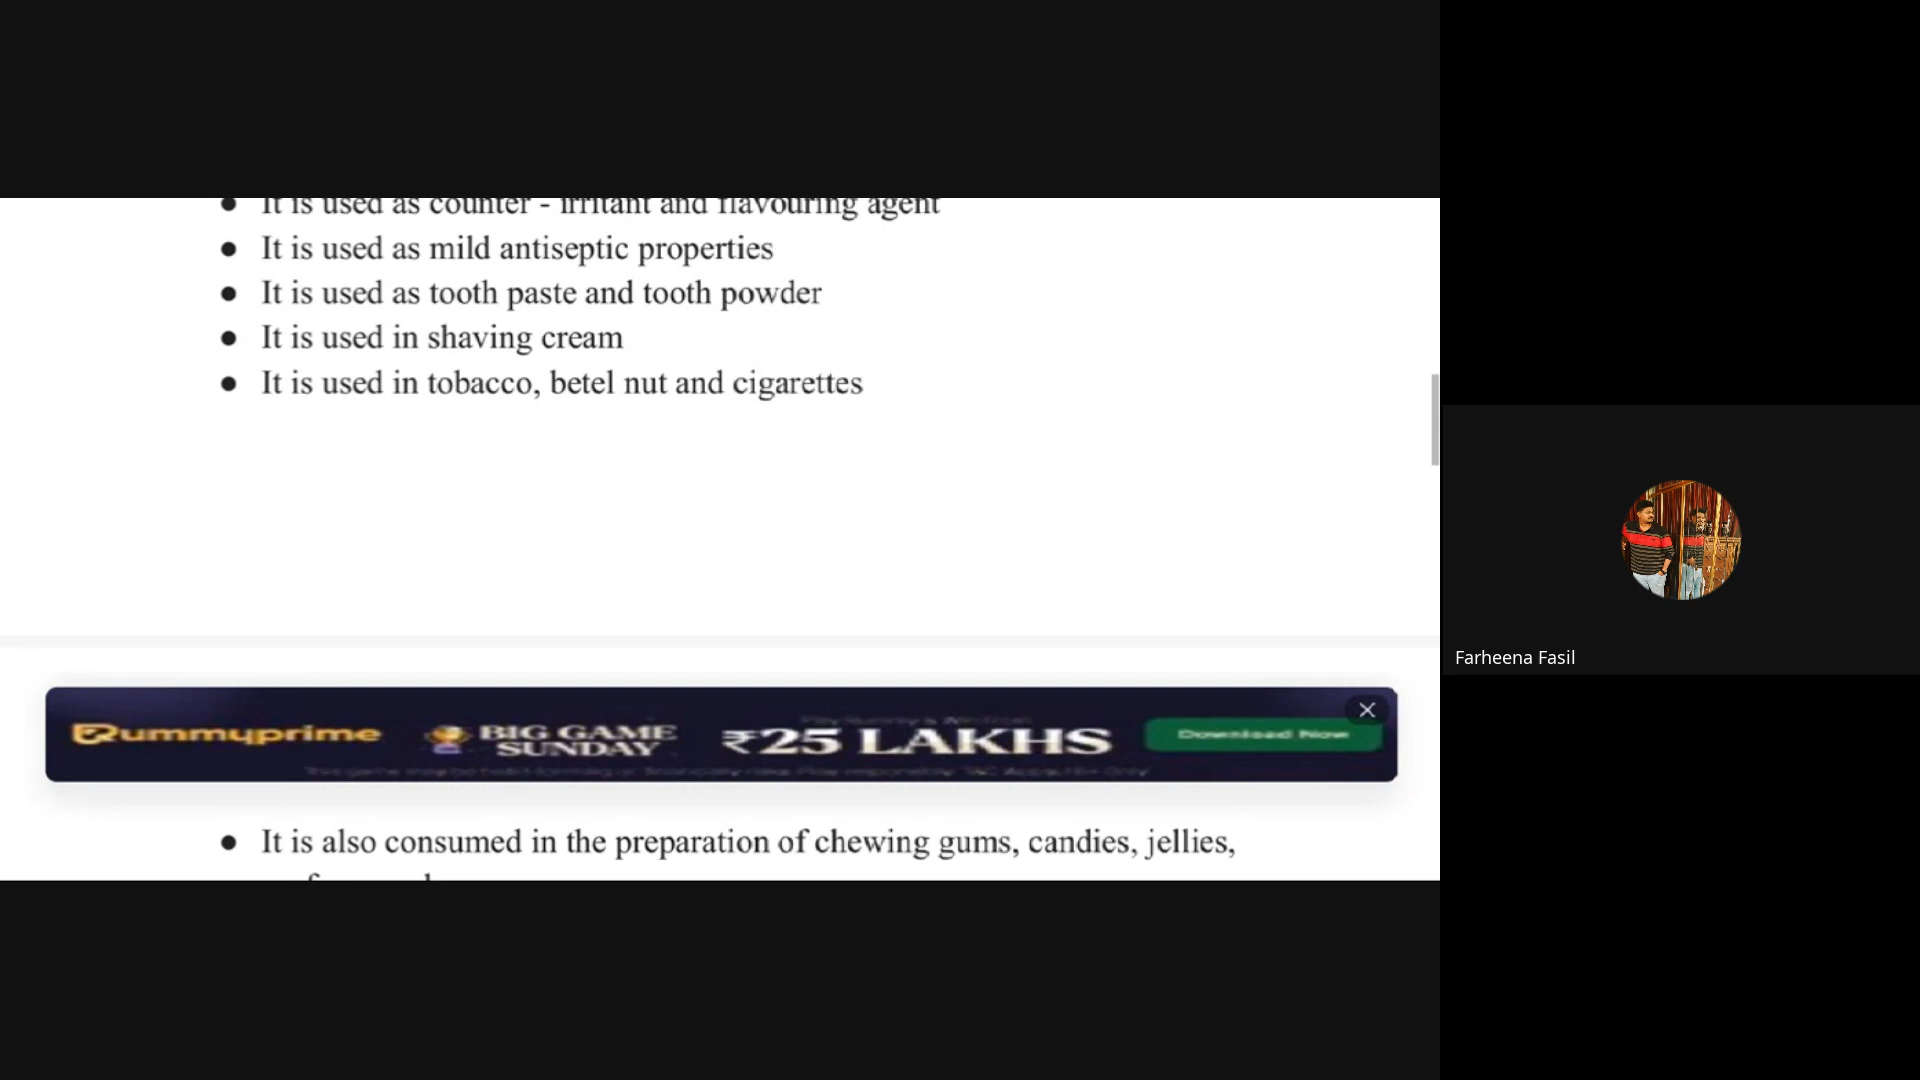 ● It is used as counter - irritant and flavouring agent
● It is used as mild antiseptic properties
● It is used as tooth paste and tooth powder
● It is used in shaving cream
● It is used in tobacco, betel nut and cigarettes
Farheena Fasil
Rummyprime
BIG GAME
SUNDAY
₹25 LAKHS
Download Now
● It is also consumed in the preparation of chewing gums, candies, jellies,